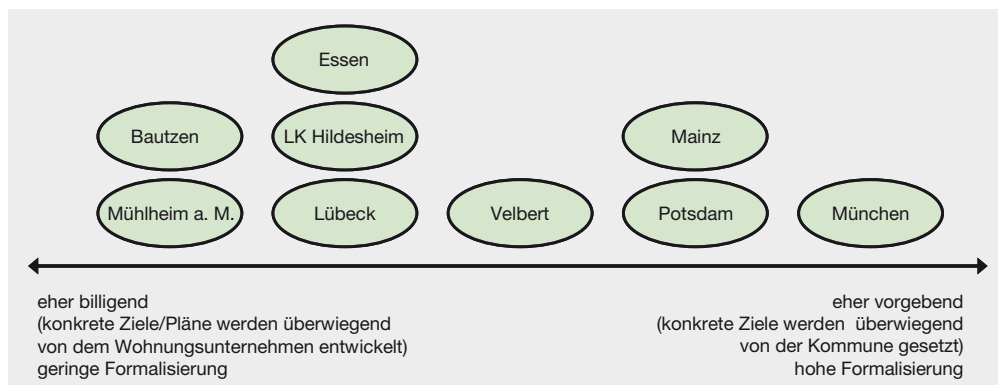 Essen
Bautzen
LK Hildesheim
Mainz
Mühlheim a. M.
Lübeck
Velbert
Potsdam
München
eher billigend
(konkrete Ziele/Pläne werden überwiegend
von dem Wohnungsunternehmen entwickelt)
geringe Formalisierung
eher vorgebend
(konkrete Ziele werden überwiegend
von der Kommune gesetzt)
hohe Formalisierung